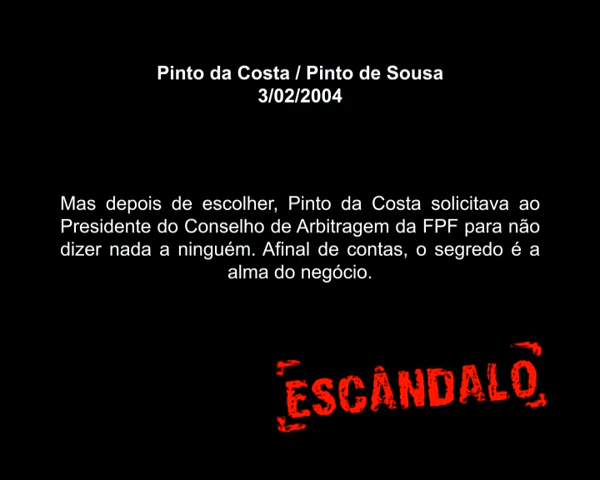 Pinto da Costa / Pinto de Sousa
3/02/2004
Mas depois de escolher, Pinto da Costa solicitava ao
Presidente do Conselho de Arbitragem da FPF para não
dizer nada a ninguém. Afinal de contas, o segredo é a
alma do negócio.
ESCÂNDALO